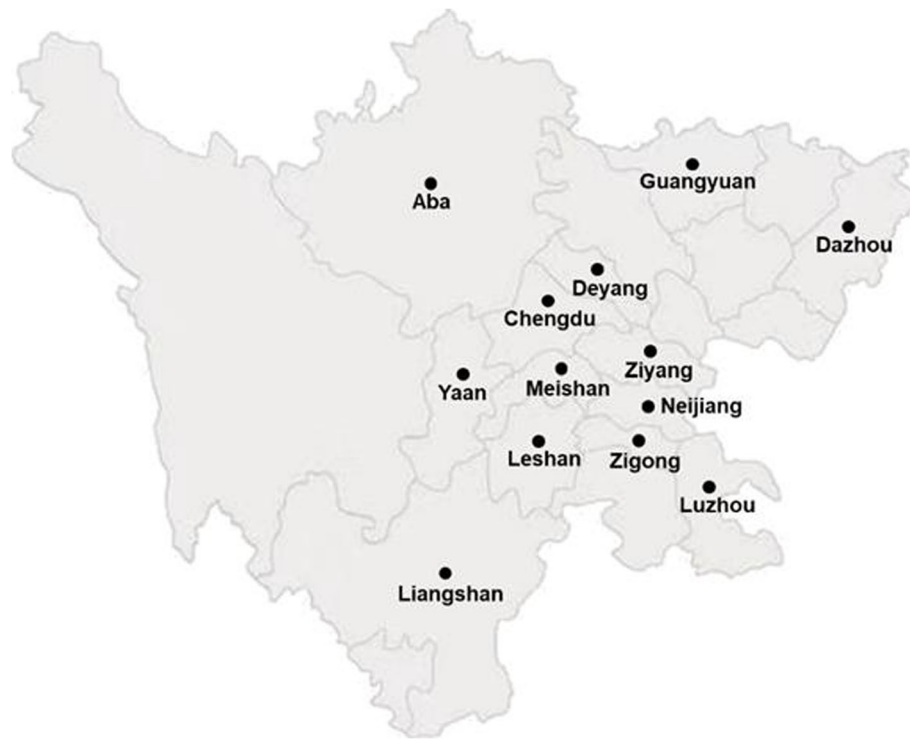 Guangyuan
Aba
Dazhou
Deyang
Chengdu
Ziyang
Meishan
Yaan
Neijiang
Leshan
Zigong
Luzhou
Liangshan